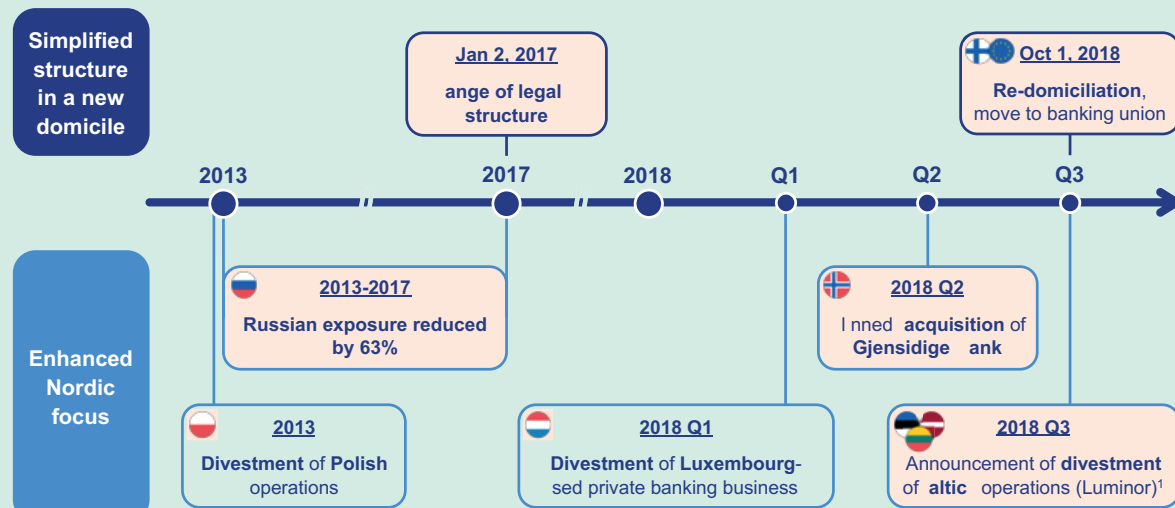 Simplified
structure
in a new
domicile
Jan 2, 2017
ange of legal
structure
Oct 1, 2018
Re-domiciliation,
move to banking union
2013
2017
2018
Q1
Q2
Q3
2013-2017
Russian exposure reduced
by 63%
2018 Q2
I nned acquisition of
Gjensidige ank
Enhanced
Nordic
focus
2013
Divestment of Polish
operations
2018 Q1
Divestment of Luxembourg-
sed private banking business
2018 Q3
Announcement of divestment
of altic operations (Luminor)¹